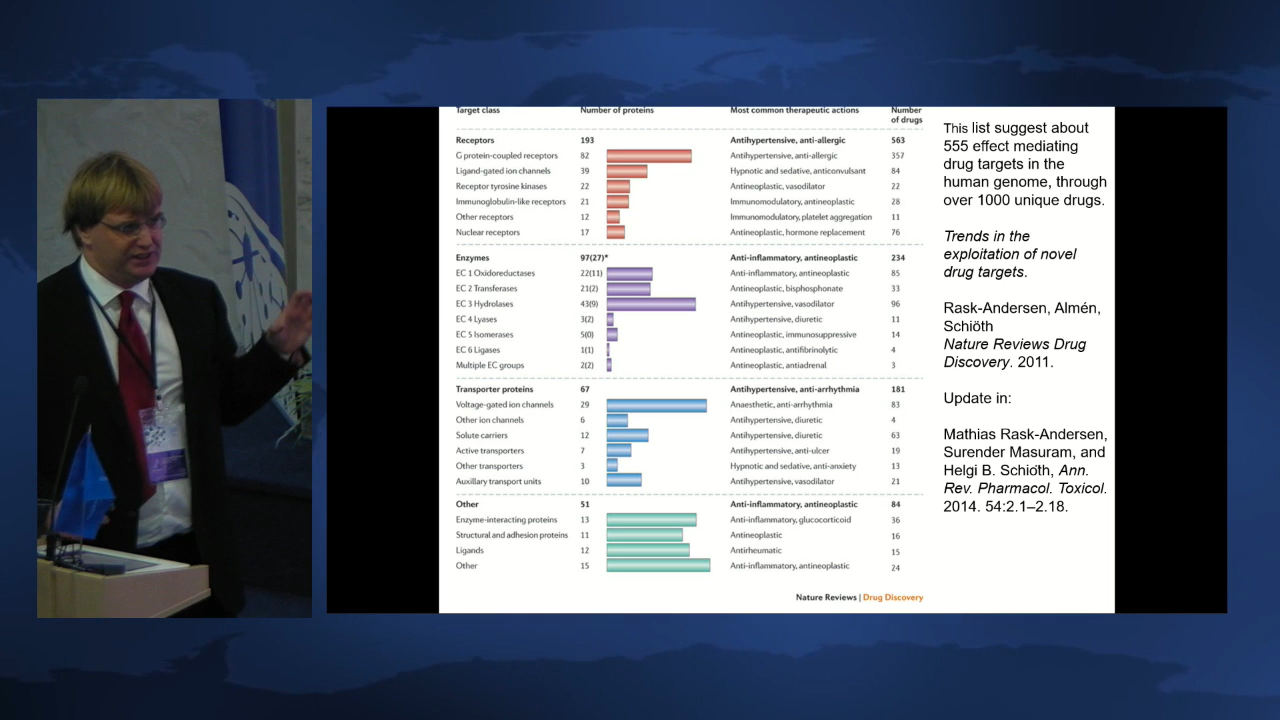 Target class Number of proteins Most common therapeutic actions Number
of drugs
Receptors 193 Antihypertensive, anti-allergic 563
G protein-coupled receptors 82 Antihypertensive, anti-allergic 357
Ligand-gated ion channels 39 Hypnotic and sedative, anticonvulsant 84
Receptor tyrosine kinases 22 Antineoplastic, vasodilator 22
Immunoglobulin-like receptors 21 Immunomodulatory, antineoplastic 28
Other receptors 12 Immunomodulatory, platelet aggregation 11
Nuclear receptors 17 Antineoplastic, hormone replacement 76
Enzymes 97(27)* Anti-inflammatory, antineoplastic 234
EC 1 Oxidoreductases 22(11) Anti-inflammatory, antineoplastic 85
EC 2 Transferases 21(2) Antineoplastic, bisphosphonate 33
EC 3 Hydrolases 43(9) Antihypertensive, vasodilator 96
EC 4 Lyases 3(2) Antihypertensive, diuretic 11
EC 5 Isomerases 5(0) Antineoplastic, immunosuppressive 14
EC 6 Ligases 1(1) Antineoplastic, antifibrinolytic 4
Multiple EC groups 2(2) Antineoplastic, antiadrenal 3
Transporter proteins 67 Antihypertensive, anti-arrhythmia 181
Voltage-gated ion channels 29 Anaesthetic, anti-arrhythmia 83
Other ion channels 6 Antihypertensive, diuretic 4
Solute carriers 12 Antihypertensive, diuretic 63
Active transporters 7 Antihypertensive, anti-ulcer 19
Other transporters 3 Hypnotic and sedative, anti-anxiety 13
Auxillary transport units 10 Antihypertensive, vasodilator 21
Other 51 Anti-inflammatory, antineoplastic 84
Enzyme-interacting proteins 13 Anti-inflammatory, glucocorticoid 36
Structural and adhesion proteins 11 Antineoplastic 16
Ligands 12 Antirheumatic 15
Other 15 Anti-inflammatory, antineoplastic 24
Nature Reviews | Drug Discovery
This list suggest about
555 effect mediating
drug targets in the
human genome, through
over 1000 unique drugs.
Trends in the
exploitation of novel
drug targets.
Rask-Andersen, Almén,
Schiöth
Nature Reviews Drug
Discovery. 2011.
Update in:
Mathias Rask-Andersen,
Surender Masuram, and
Helgi B. Schiöth, Ann.
Rev. Pharmacol. Toxicol.
2014. 54:2.1–2.18.